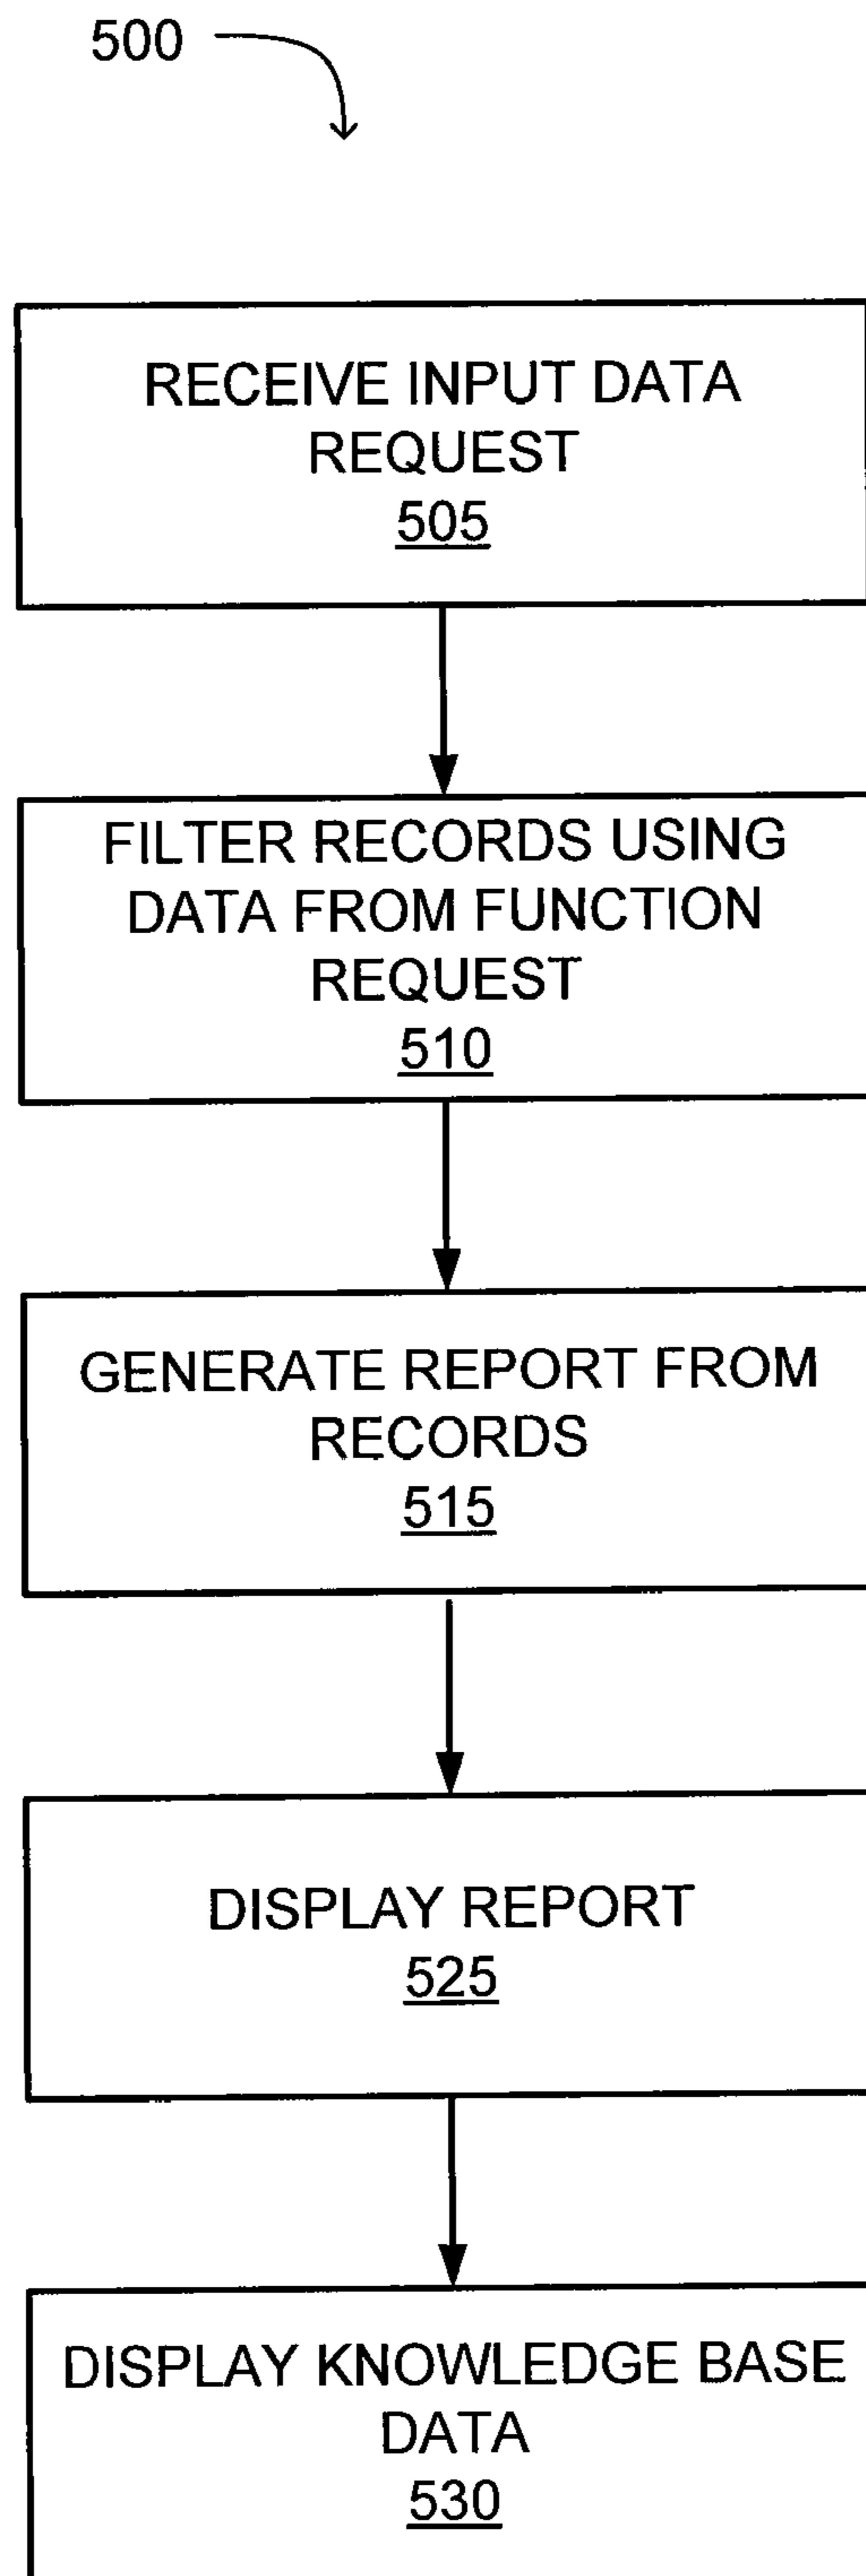 500
RECEIVE INPUT DATA
REQUEST
505
FILTER RECORDS USING
DATA FROM FUNCTION
REQUEST
510
GENERATE REPORT FROM
RECORDS
515
DISPLAY REPORT
525
DISPLAY KNOWLEDGE BASE
DATA
530